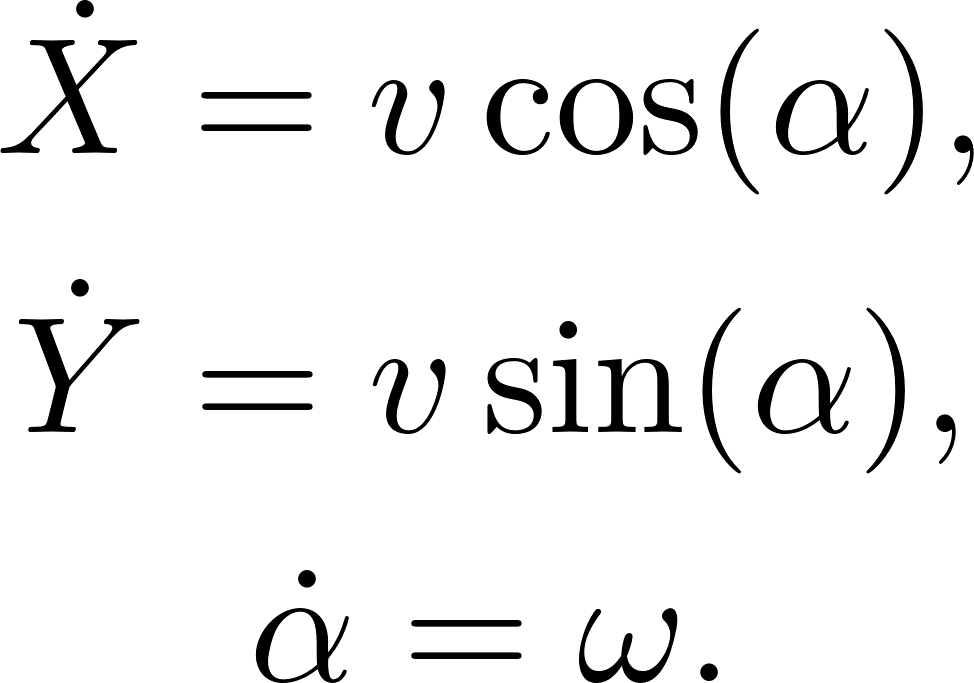 Ẋ = v cos(α),
Ẏ = v sin(α),
α̇ = ω.